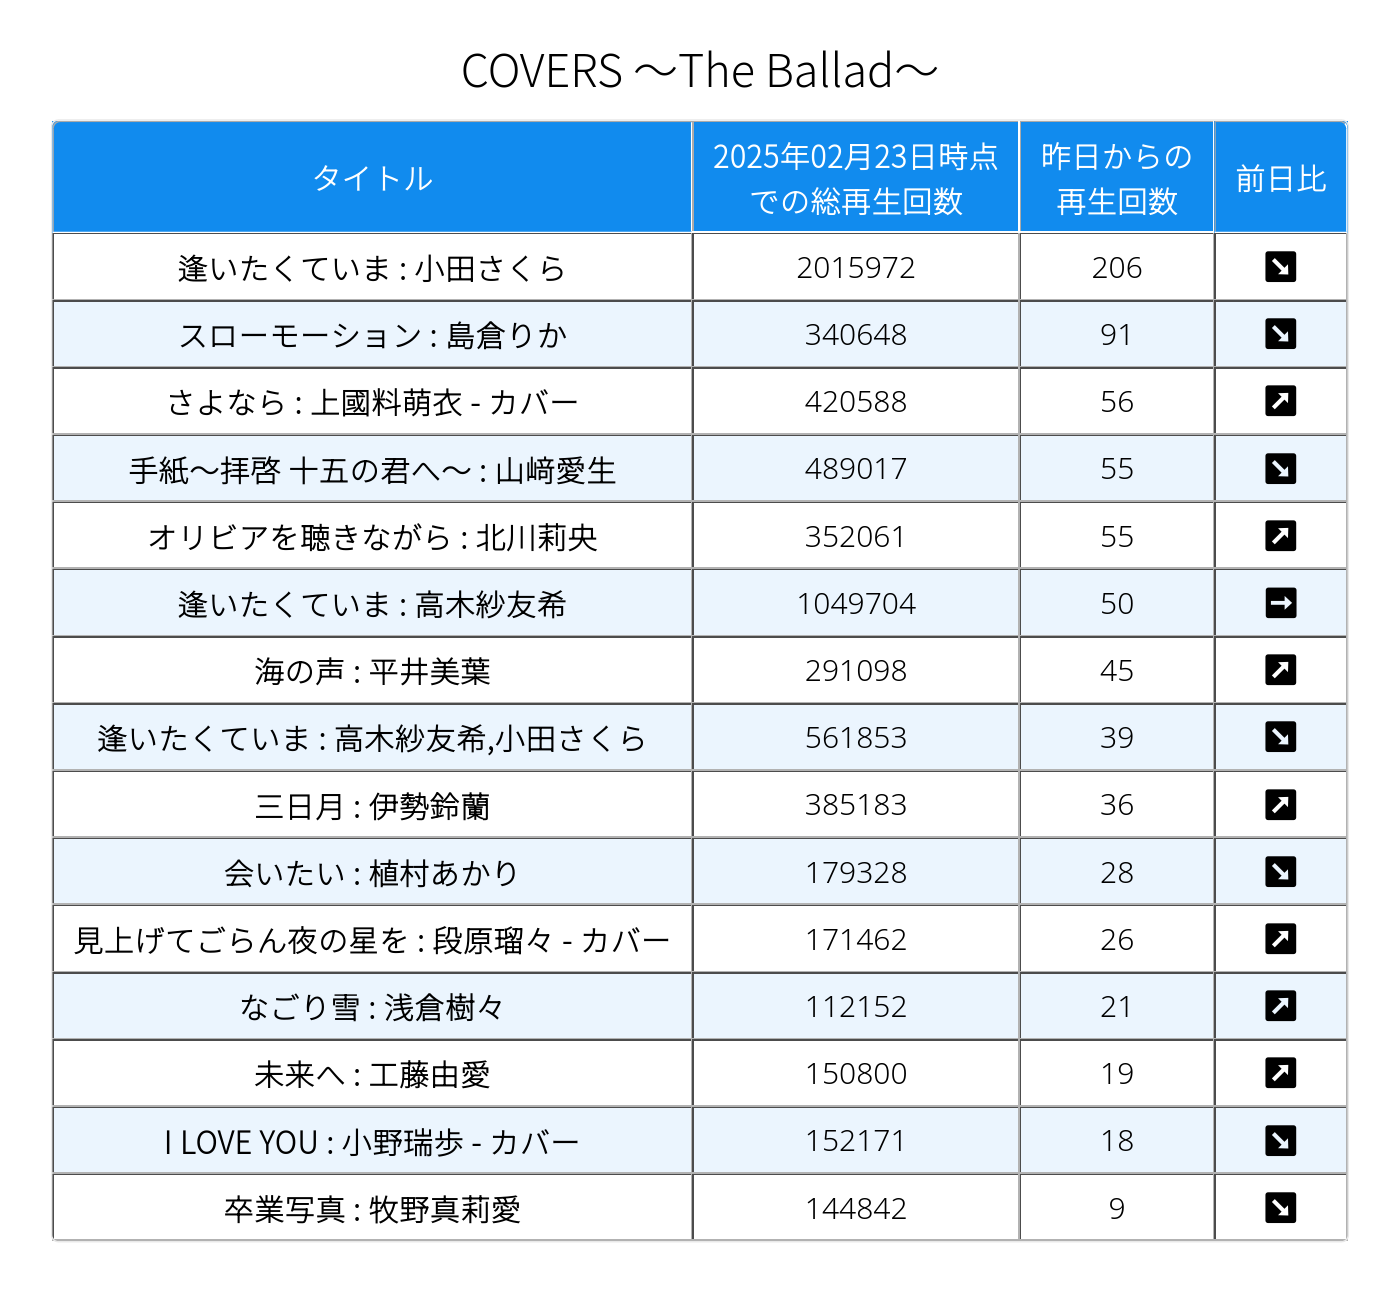 COVERS ～The Ballad～
タイトル
2025年02月23日時点
での総再生回数
昨日からの
再生回数
前日比
逢いたくていま : 小田さくら 2015972 206 ↘
スローモーション : 島倉りか 340648 91 ↘
さよなら : 上國料萌衣 - カバー 420588 56 ↗
手紙～拝啓 十五の君へ～ : 山﨑愛生 489017 55 ↘
オリビアを聴きながら : 北川莉央 352061 55 ↗
逢いたくていま : 高木紗友希 1049704 50 →
海の声 : 平井美葉 291098 45 ↗
逢いたくていま : 高木紗友希,小田さくら 561853 39 ↘
三日月 : 伊勢鈴蘭 385183 36 ↗
会いたい : 植村あかり 179328 28 ↘
見上げてごらん夜の星を : 段原瑠々 - カバー 171462 26 ↗
なごり雪 : 浅倉樹々 112152 21 ↗
未来へ : 工藤由愛 150800 19 ↗
I LOVE YOU : 小野瑞歩 - カバー 152171 18 ↘
卒業写真 : 牧野真莉愛 144842 9 ↘